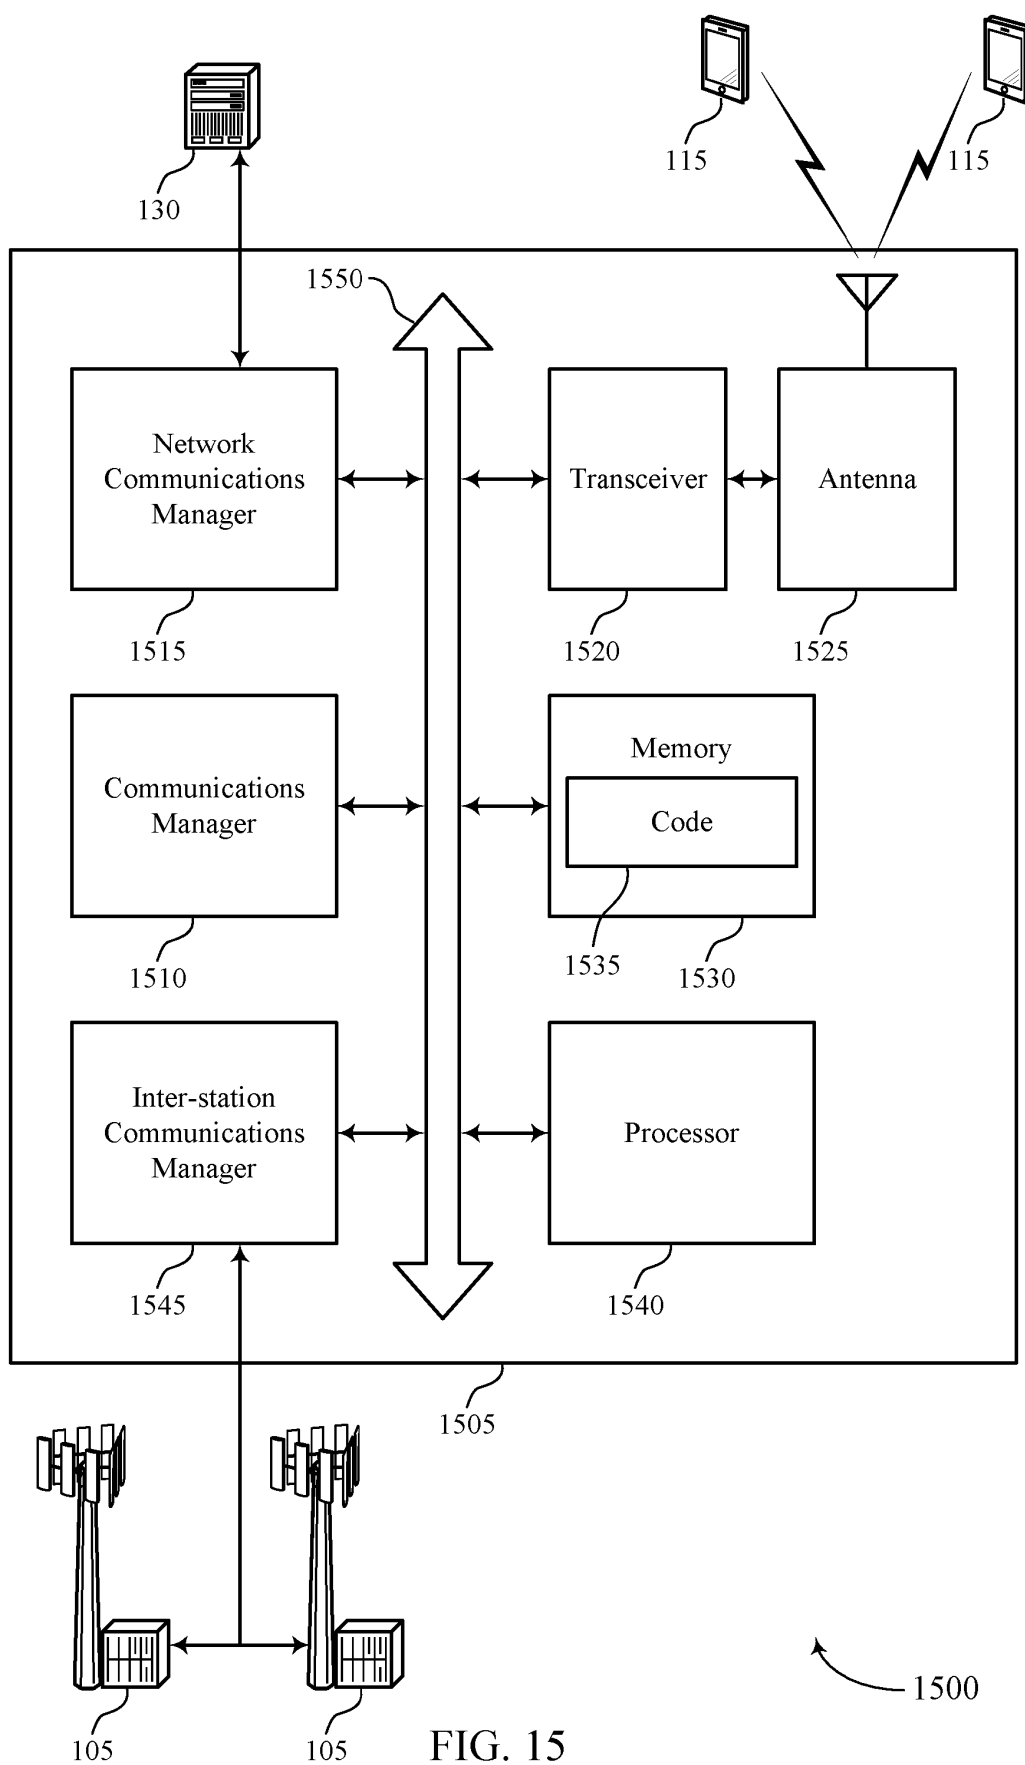 115
115
130
1550
Network
Communications
Manager
Transceiver
Antenna
1515
1520
1525
Communications
Manager
Memory
Code
1510
1535
1530
Inter-station
Communications
Manager
Processor
1545
1540
1505
1500
105
105
FIG. 15